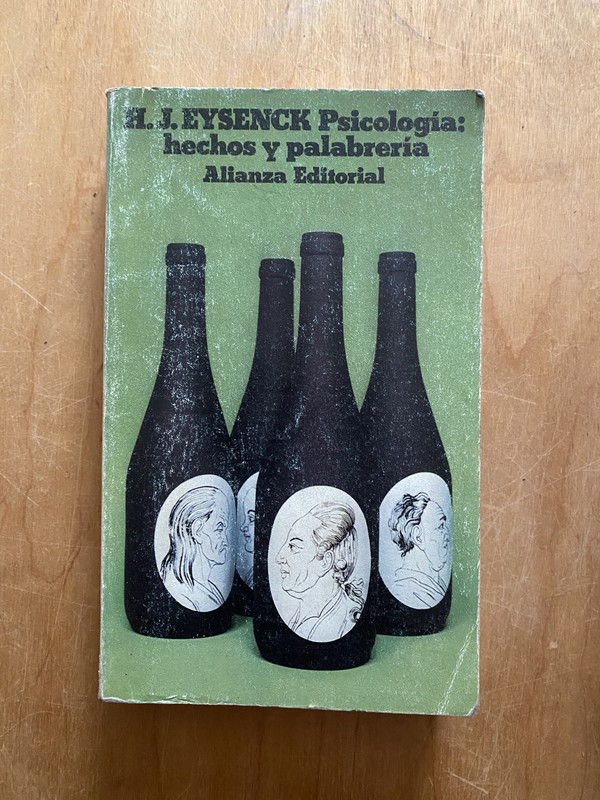 H. J. EYSENCK Psicología:
hechos y palabrería
Alianza Editorial